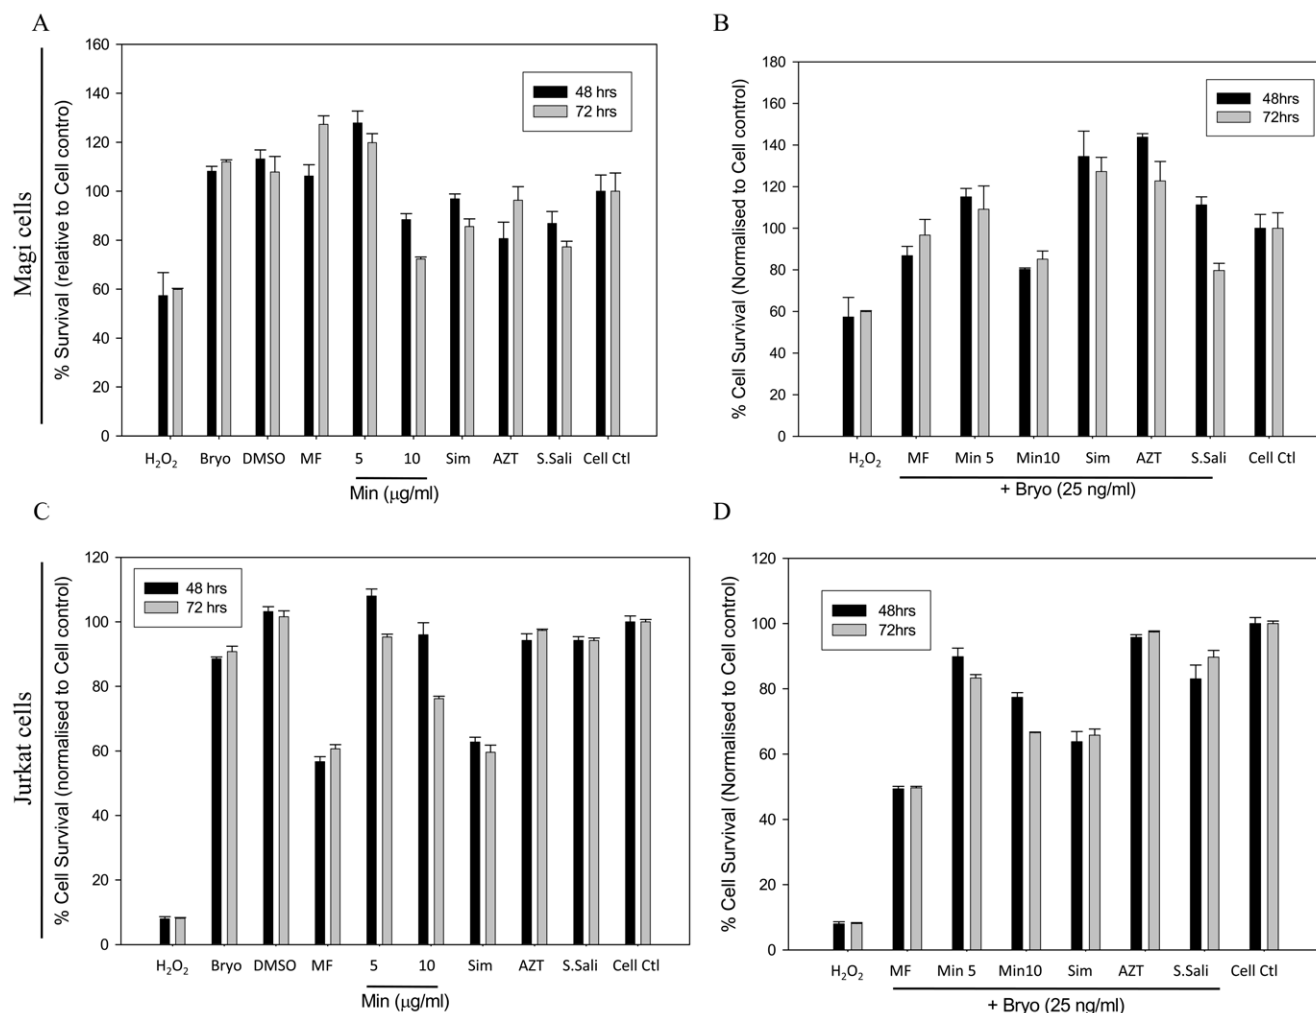 A
Magi cells
% Survival (relative to Cell control)
160
140
120
100
80
60
40
20
0
48 hrs
72 hrs
H₂O₂ Bryo DMSO MF 5 10 Sim AZT S.Sali Cell Ctl
Min (μg/ml)
B
% Cell Survival (Normalised to Cell control)
180
160
140
120
100
80
60
40
20
0
48hrs
72hrs
H₂O₂ MF Min 5 Min10 Sim AZT S.Sali Cell Ctl
+ Bryo (25 ng/ml)
C
Jurkat cells
% Cell Survival (normalised to Cell control)
120
100
80
60
40
20
0
48 hrs
72 hrs
H₂O₂ Bryo DMSO MF 5 10 Sim AZT S.Sali Cell Ctl
Min (μg/ml)
D
% Cell Survival (Normalised to Cell control)
120
100
80
60
40
20
0
48hrs
72hrs
H₂O₂ MF Min 5 Min10 Sim AZT S.Sali Cell Ctl
+ Bryo (25 ng/ml)